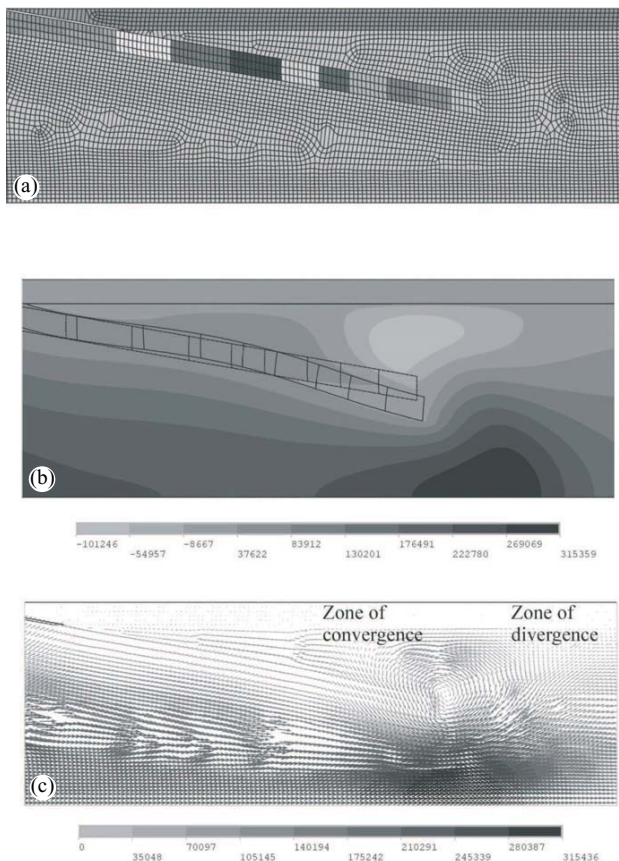 (a)
(b)
−101246 −8667 83912 176491 269069
−54957 37622 130201 222780 315359
Zone of convergence
Zone of divergence
(c)
0 70097 140194 210291 280387
35048 105145 175242 245339 315436